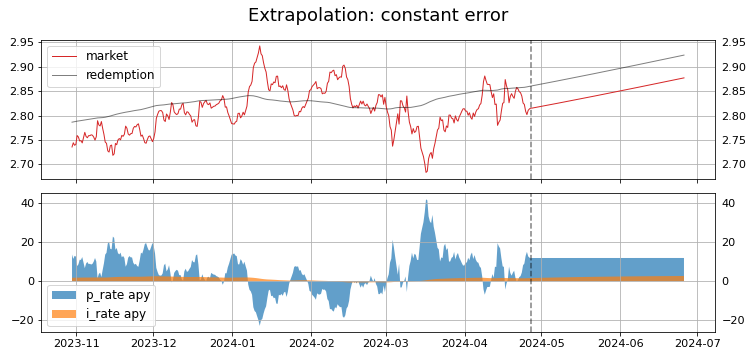 Extrapolation: constant error
2.95 2.95
market
2.90 2.90
redemption
2.85 2.85
2.80 2.80
2.75 2.75
2.70 2.70
40 40
20 20
0 0
p_rate apy
i_rate apy
−20 −20
2023-11 2023-12 2024-01 2024-02 2024-03 2024-04 2024-05 2024-06 2024-07